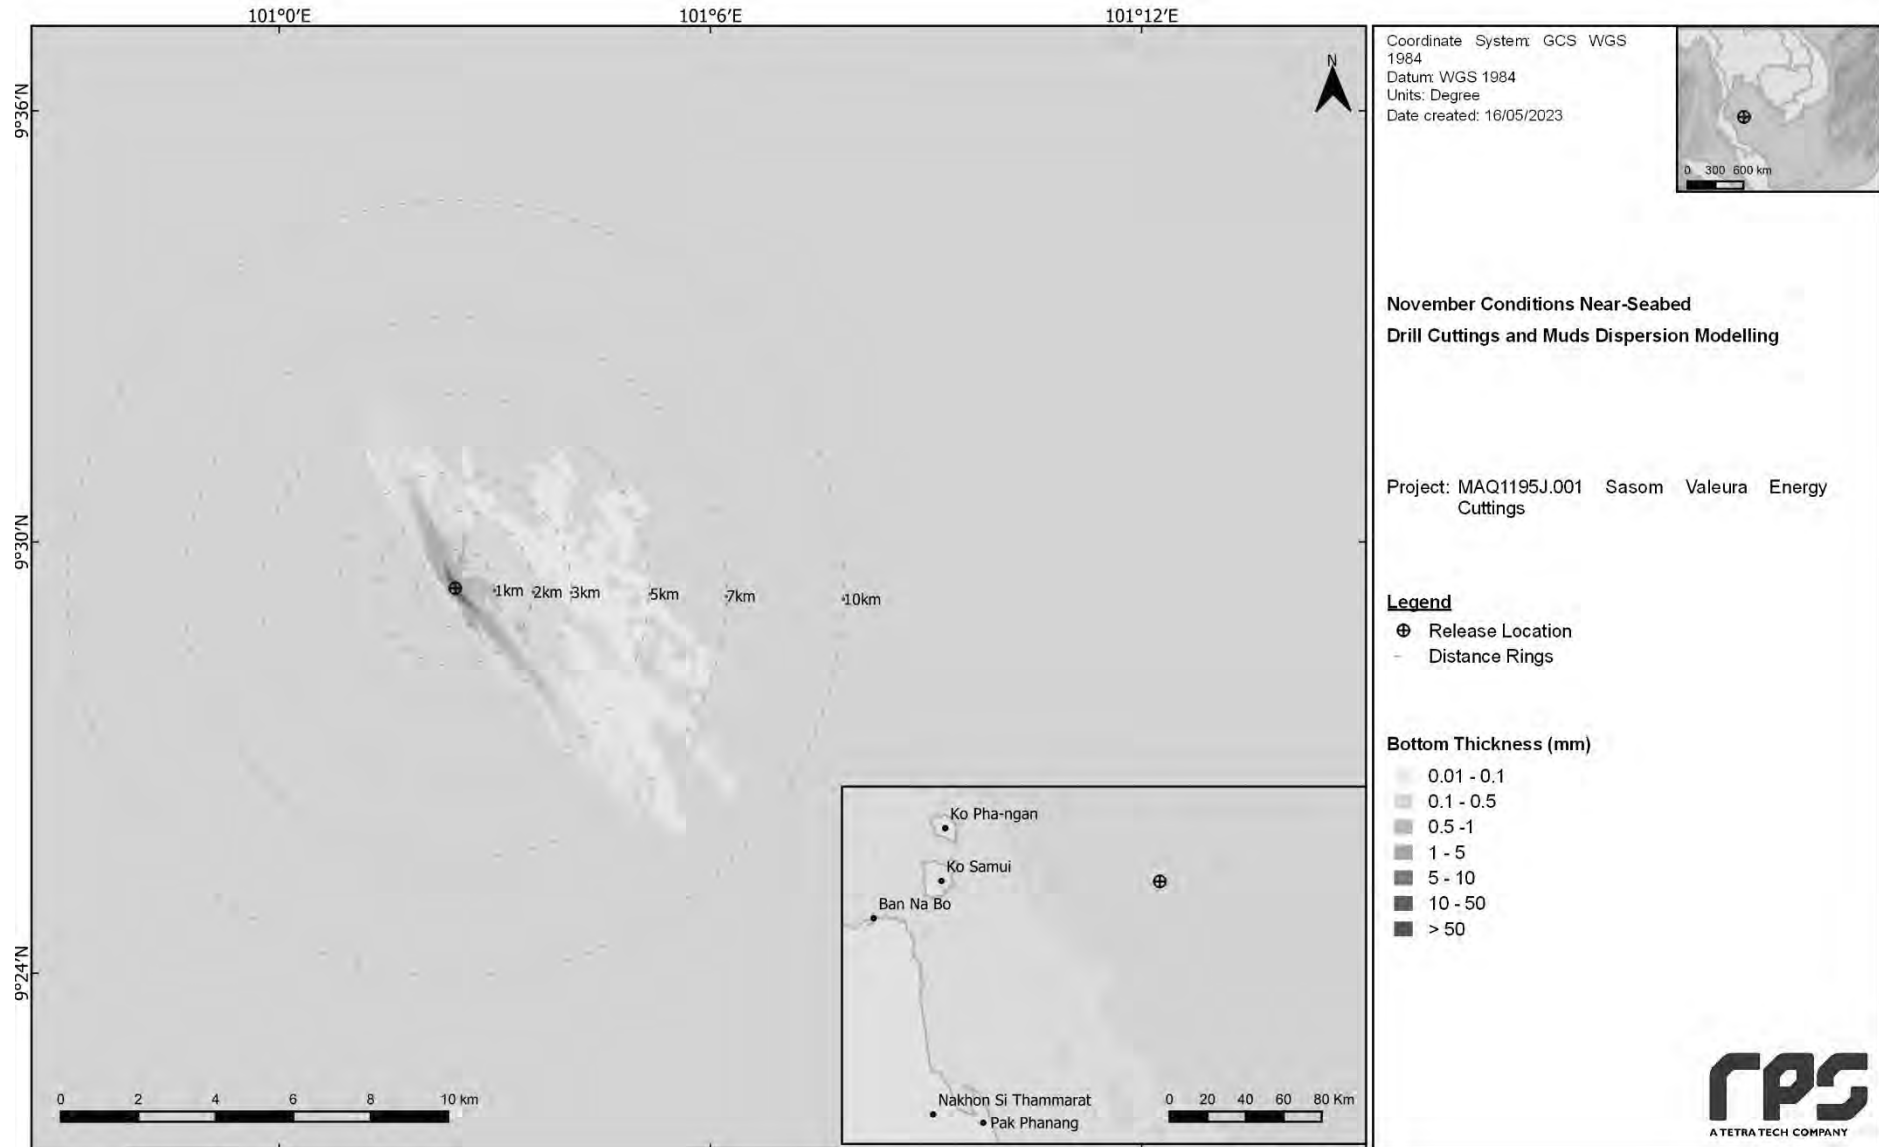 101°0′E
101°6′E
101°12′E
9°36′N
9°30′N
9°24′N
N
1km
2km
3km
5km
7km
10km
0 2 4 6 8 10 km
Ko Pha-ngan
Ko Samui
Ban Na Bo
Nakhon Si Thammarat
Pak Phanang
0 20 40 60 80 Km
Coordinate System: GCS WGS
1984
Datum: WGS 1984
Units: Degree
Date created: 16/05/2023
0 300 600 km
November Conditions Near-Seabed
Drill Cuttings and Muds Dispersion Modelling
Project: MAQ1195J.001 Sasom Valeura Energy
Cuttings
Legend
Release Location
Distance Rings
Bottom Thickness (mm)
0.01 - 0.1
0.1 - 0.5
0.5 -1
1 - 5
5 - 10
10 - 50
> 50
rps
A TETRA TECH COMPANY